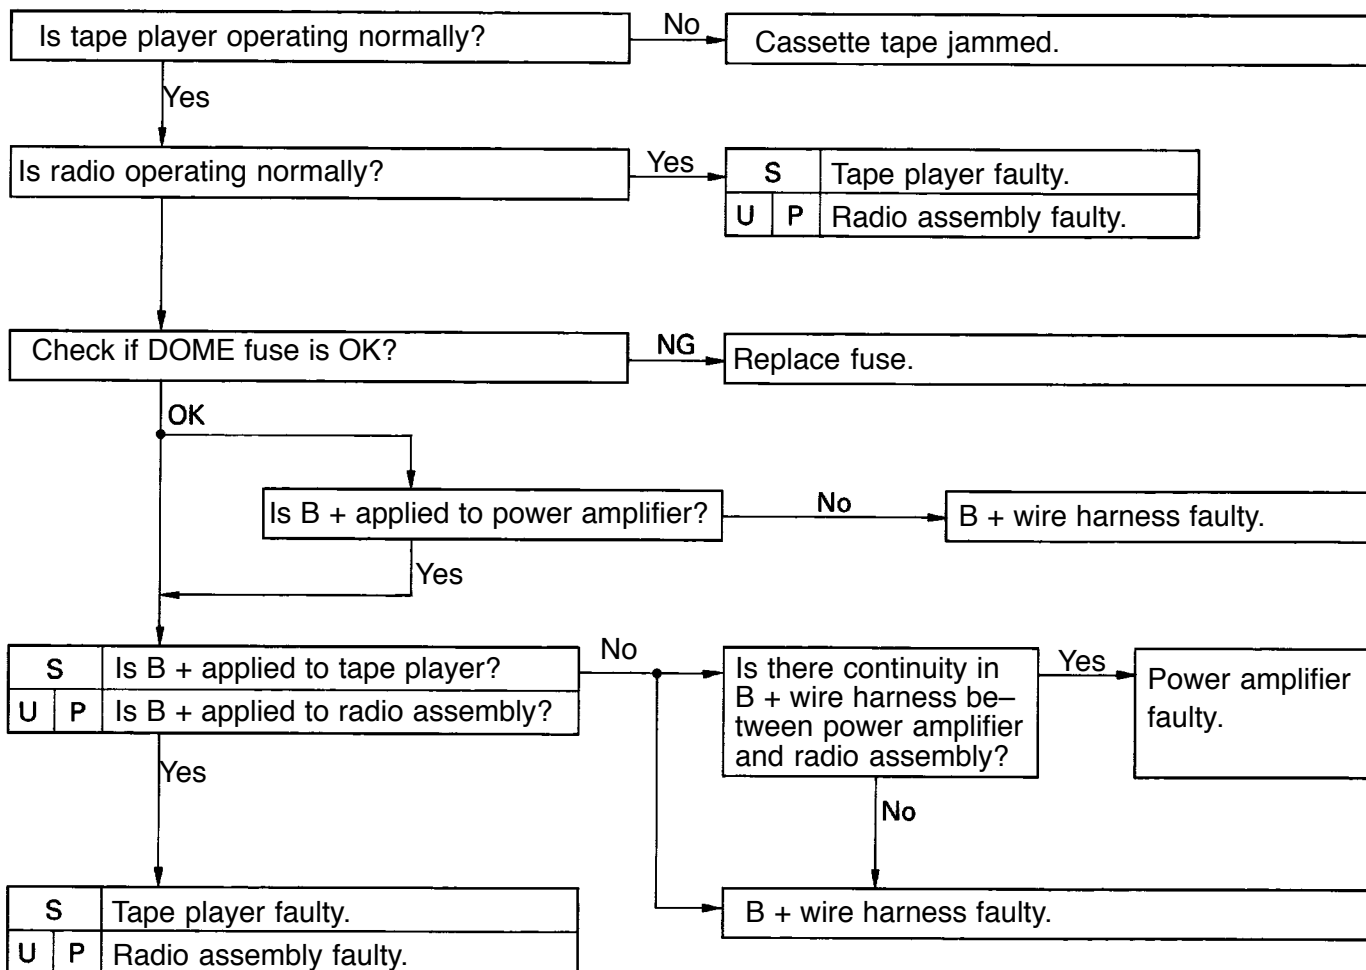 Is tape player operating normally?
No
Cassette tape jammed.
Yes
Is radio operating normally?
Yes
S Tape player faulty.
U P Radio assembly faulty.
Check if DOME fuse is OK?
NG
Replace fuse.
OK
Is B + applied to power amplifier?
No
B + wire harness faulty.
Yes
S Is B + applied to tape player?
U P Is B + applied to radio assembly?
No
Is there continuity in
B + wire harness be–
tween power amplifier
and radio assembly?
Yes
Power amplifier
faulty.
Yes
No
S Tape player faulty.
U P Radio assembly faulty.
B + wire harness faulty.